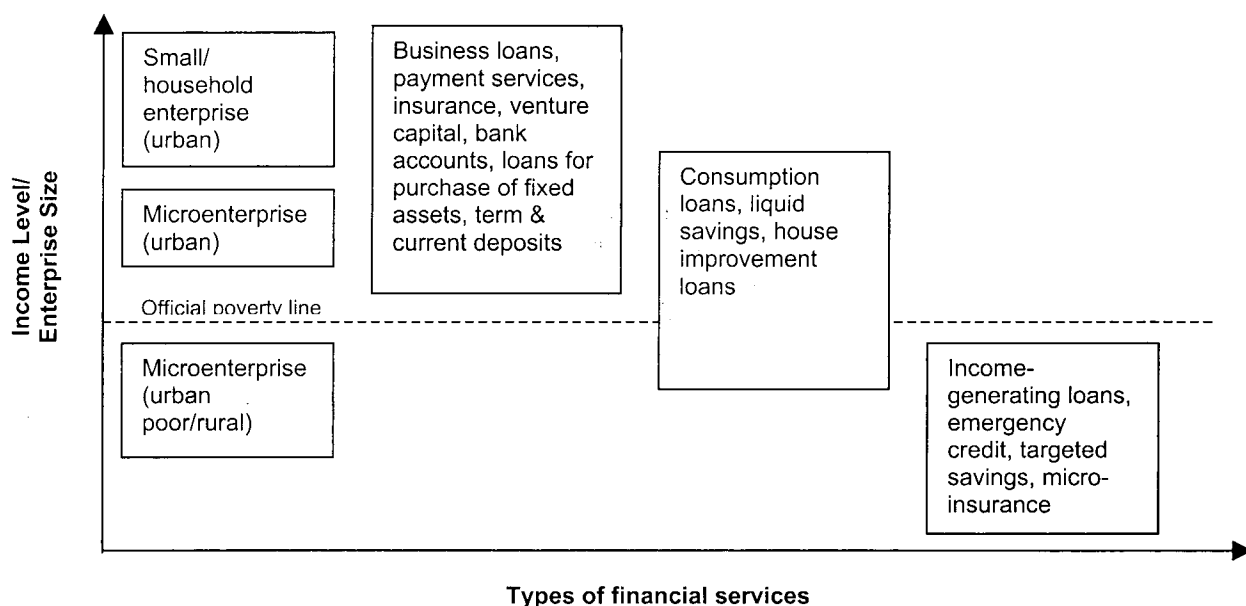 Small/
household
enterprise
(urban)
Business loans,
payment services,
insurance, venture
capital, bank
accounts, loans for
purchase of fixed
assets, term &
current deposits
Consumption
loans, liquid
savings, house
improvement
loans
Microenterprise
(urban)
Income Level/
Enterprise Size
Official poverty line
Microenterprise
(urban
poor/rural)
Income-
generating loans,
emergency
credit, targeted
savings, micro-
insurance
Types of financial services